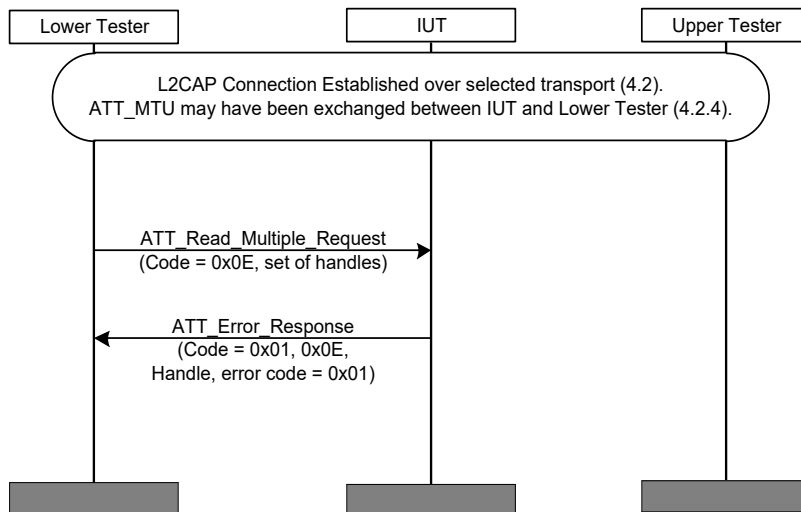 Lower Tester
IUT
Upper Tester
L2CAP Connection Established over selected transport (4.2).
ATT_MTU may have been exchanged between IUT and Lower Tester (4.2.4).
ATT_Read_Multiple_Request
(Code = 0x0E, set of handles)
ATT_Error_Response
(Code = 0x01, 0x0E,
Handle, error code = 0x01)